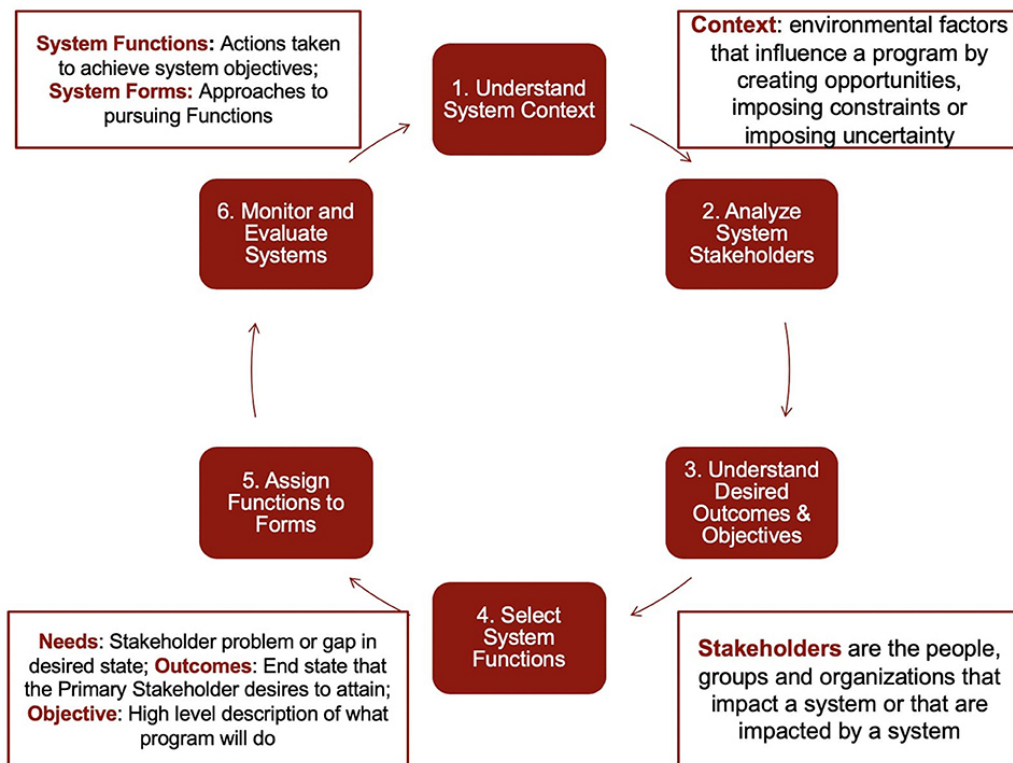 System Functions: Actions taken
to achieve system objectives;
System Forms: Approaches to
pursuing Functions
1. Understand
System Context
Context: environmental factors
that influence a program by
creating opportunities,
imposing constraints or
imposing uncertainty
6. Monitor and
Evaluate
Systems
2. Analyze
System
Stakeholders
5. Assign
Functions to
Forms
3. Understand
Desired
Outcomes &
Objectives
4. Select
System
Functions
Needs: Stakeholder problem or gap in
desired state; Outcomes: End state that
the Primary Stakeholder desires to attain;
Objective: High level description of what
program will do
Stakeholders are the people,
groups and organizations that
impact a system or that are
impacted by a system